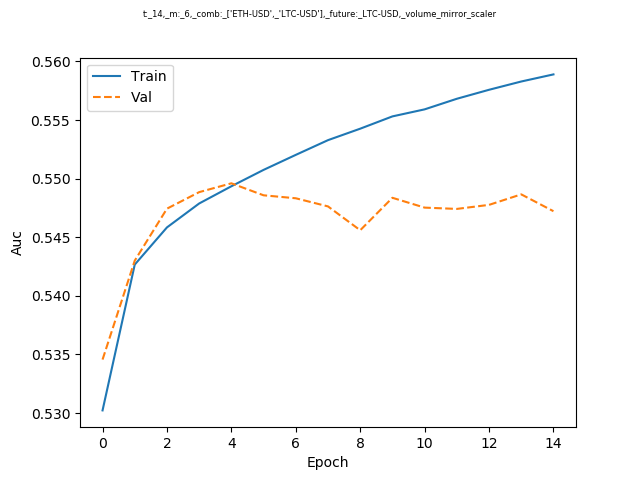 t:_14,_m:_6,_comb:_['ETH-USD',_'LTC-USD'],_future:_LTC-USD,_volume_mirror_scaler
Train
Val
0.560
0.555
0.550
0.545
0.540
0.535
0.530
Auc
0 2 4 6 8 10 12 14
Epoch